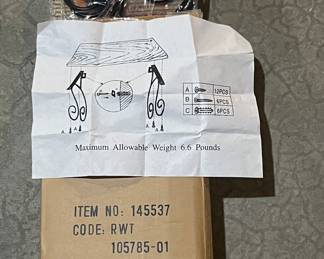 A 12PCS
B 6PCS
C 6PCS
Maximum Allowable Weight 6.6 Pounds
ITEM NO: 145537
CODE: RWT
105785-01